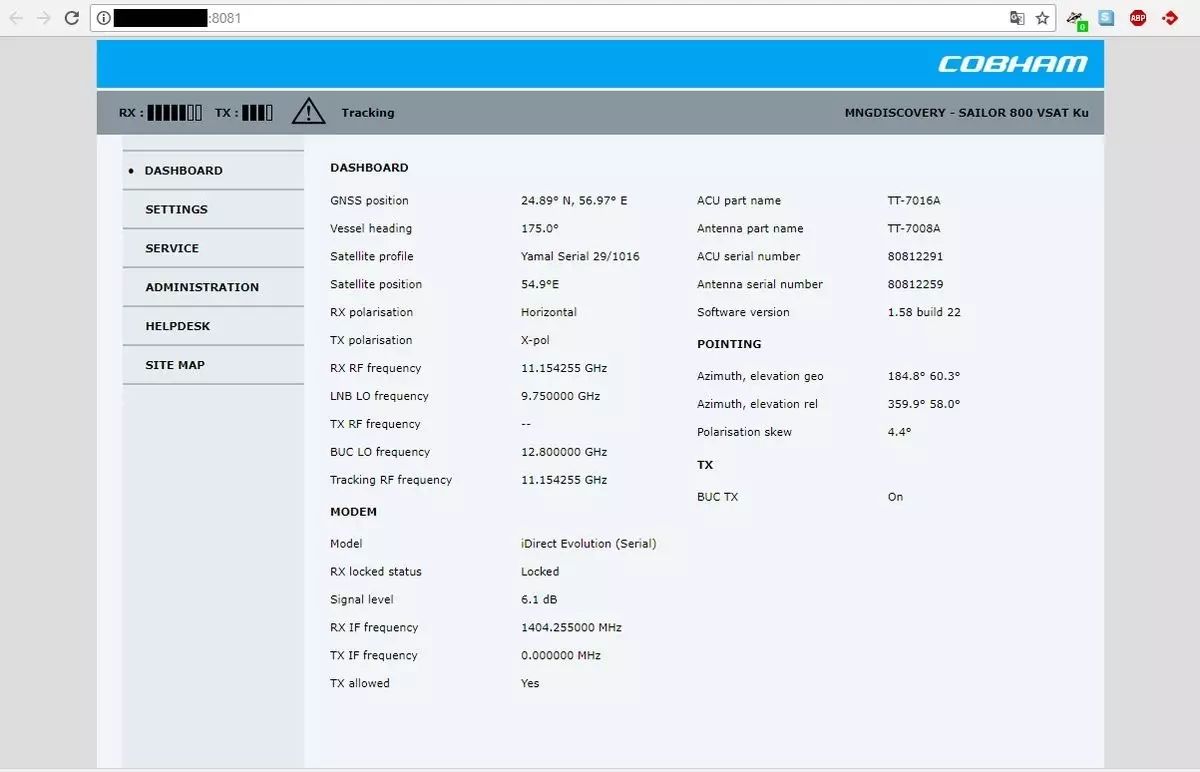 :8081
0
S
ABP
COBHAM
RX : TX : Tracking MNGDISCOVERY - SAILOR 800 VSAT Ku
• DASHBOARD
SETTINGS
SERVICE
ADMINISTRATION
HELPDESK
SITE MAP
DASHBOARD
GNSS position 24.89° N, 56.97° E
Vessel heading 175.0°
Satellite profile Yamal Serial 29/1016
Satellite position 54.9°E
RX polarisation Horizontal
TX polarisation X-pol
RX RF frequency 11.154255 GHz
LNB LO frequency 9.750000 GHz
TX RF frequency --
BUC LO frequency 12.800000 GHz
Tracking RF frequency 11.154255 GHz
MODEM
Model iDirect Evolution (Serial)
RX locked status Locked
Signal level 6.1 dB
RX IF frequency 1404.255000 MHz
TX IF frequency 0.000000 MHz
TX allowed Yes
ACU part name TT-7016A
Antenna part name TT-7008A
ACU serial number 80812291
Antenna serial number 80812259
Software version 1.58 build 22
POINTING
Azimuth, elevation geo 184.8° 60.3°
Azimuth, elevation rel 359.9° 58.0°
Polarisation skew 4.4°
TX
BUC TX On